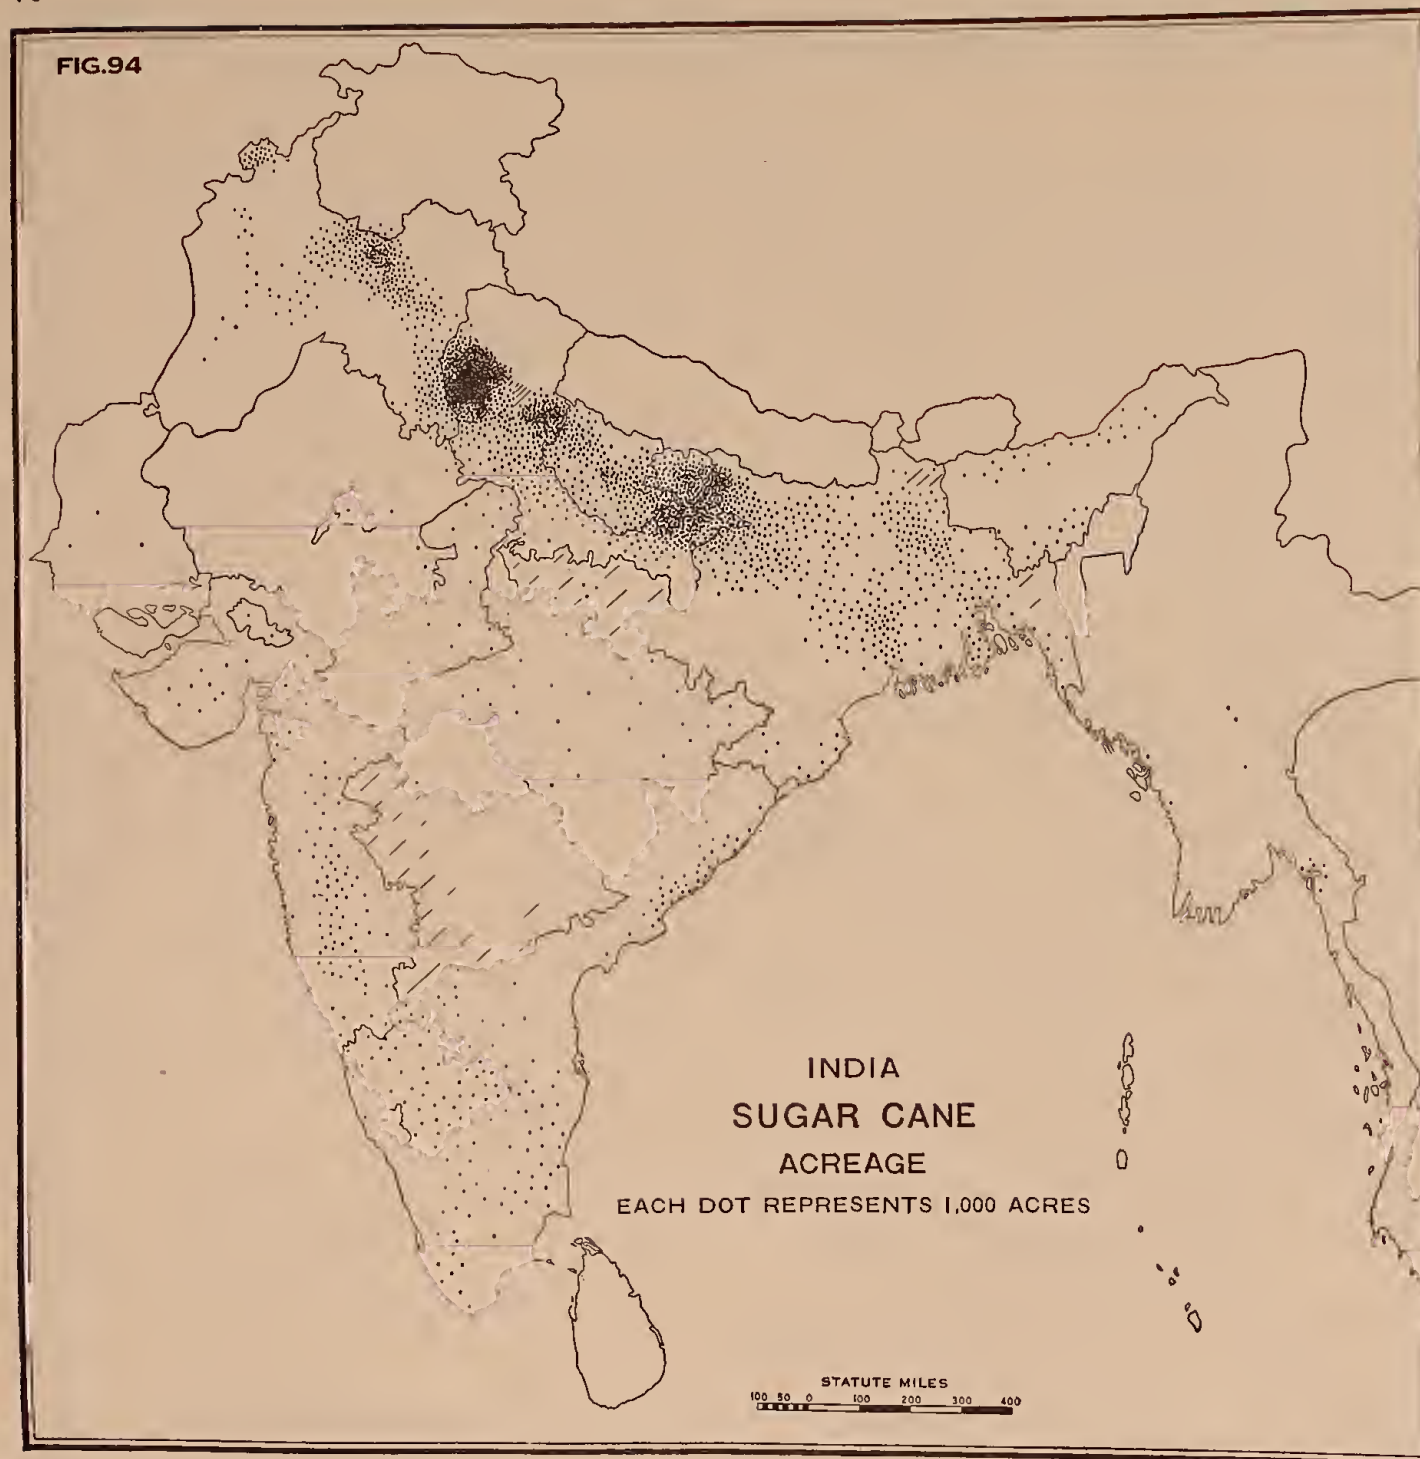 FIG.94
INDIA
SUGAR CANE
ACREAGE
EACH DOT REPRESENTS 1,000 ACRES
STATUTE MILES
100 50 0 100 200 300 400